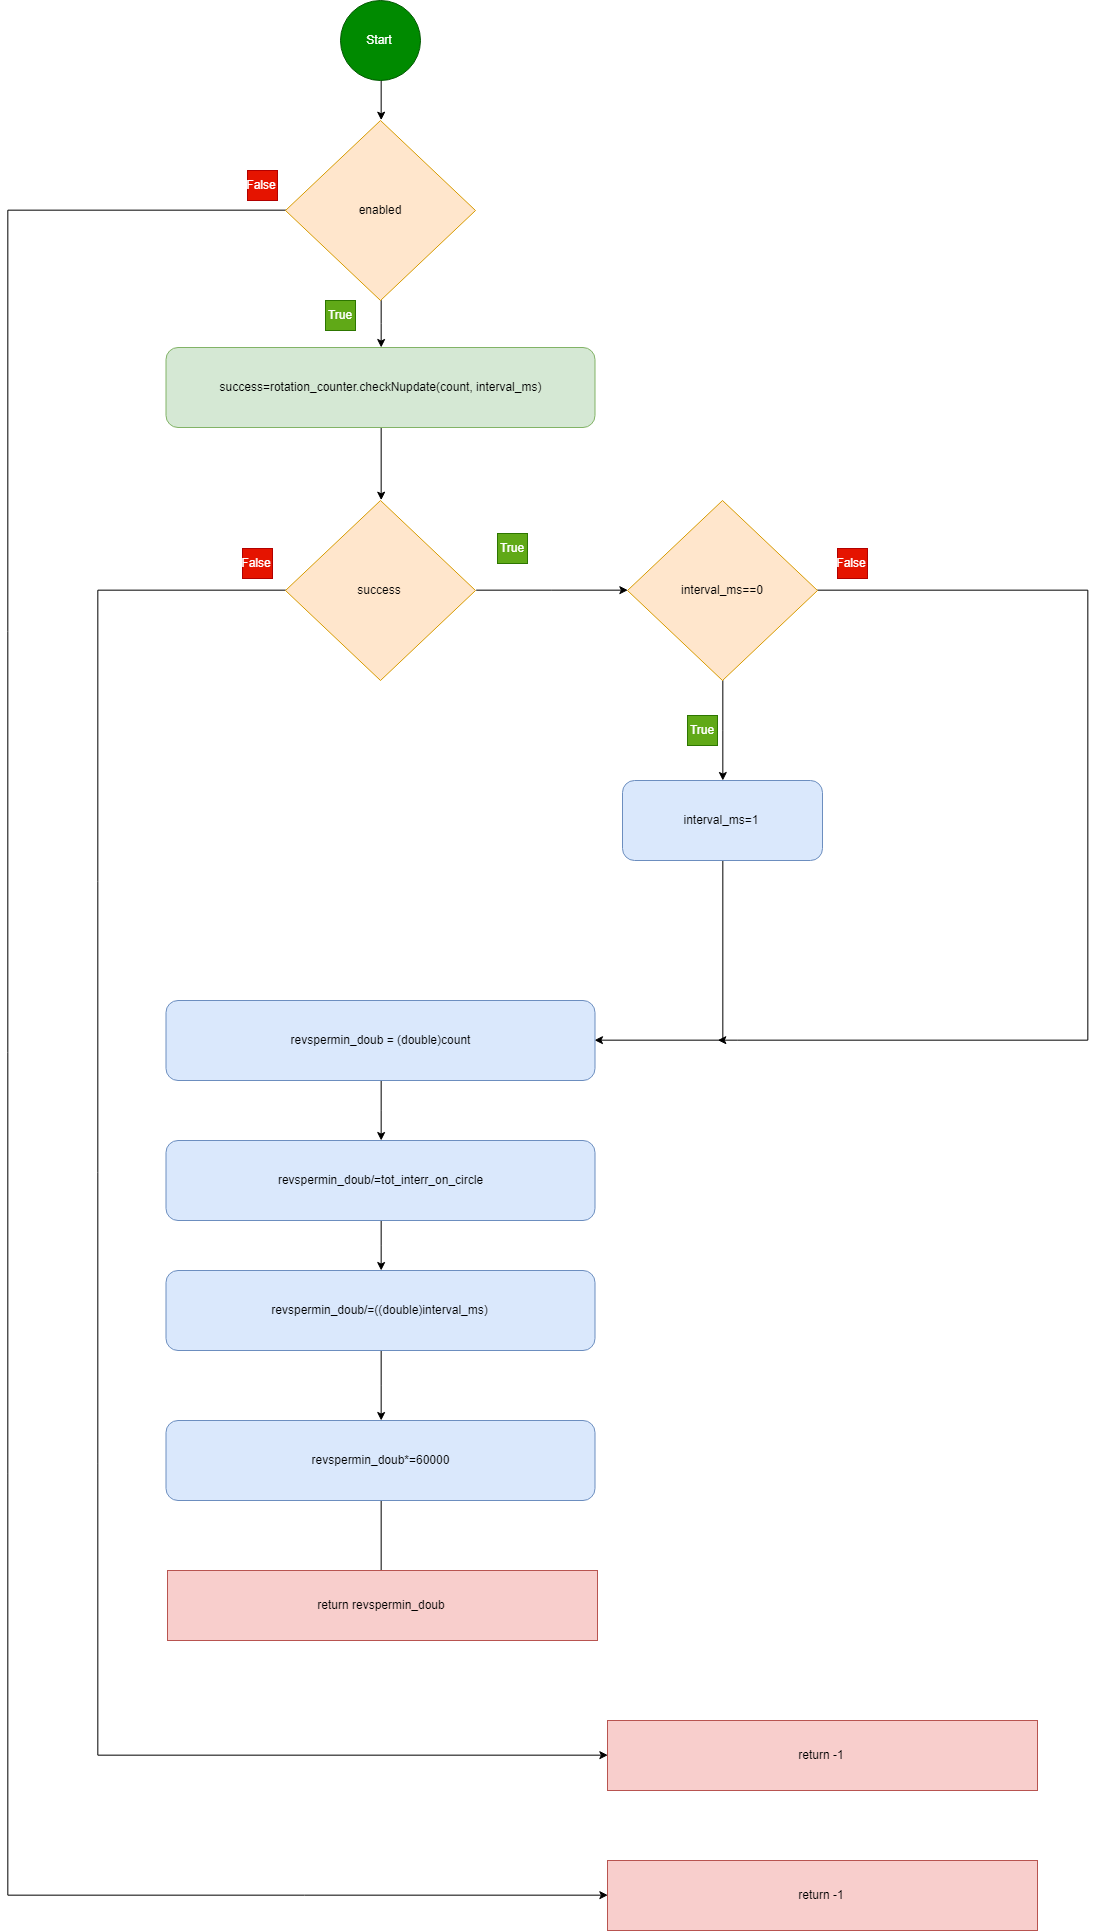 Start
False
enabled
True
success=rotation_counter.checkNupdate(count, interval_ms)
False
success
True
interval_ms==0
False
True
interval_ms=1
revspermin_doub = (double)count
revspermin_doub/=tot_interr_on_circle
revspermin_doub/=((double)interval_ms)
revspermin_doub*=60000
return revspermin_doub
return -1
return -1